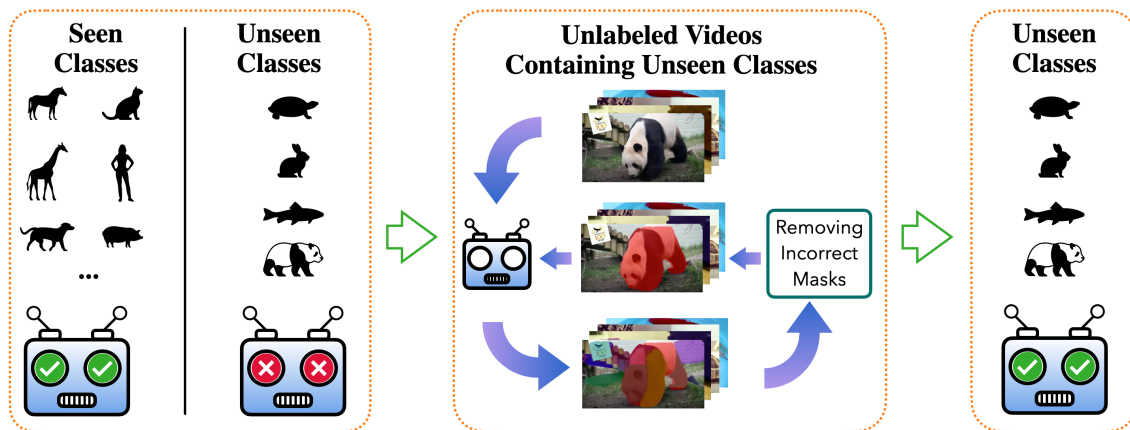 Seen
Classes
...
Unseen
Classes
Unlabeled Videos
Containing Unseen Classes
Removing
Incorrect
Masks
Unseen
Classes